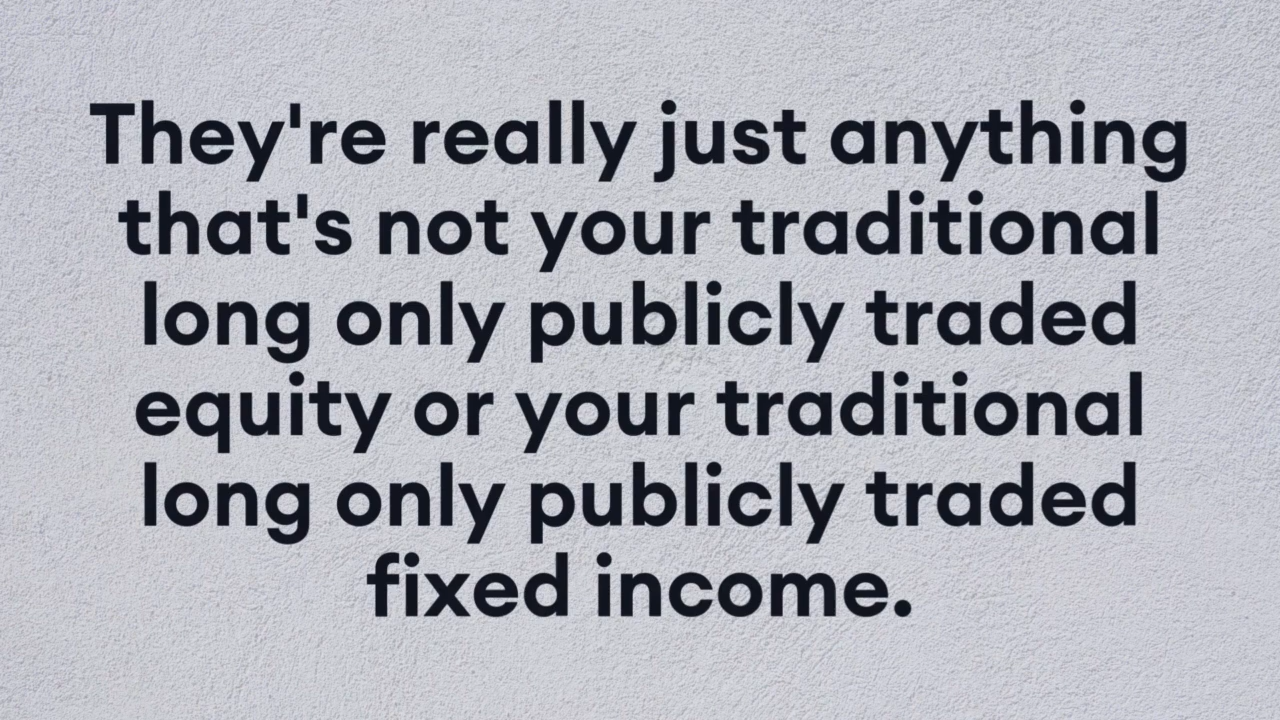 They're really just anything
that's not your traditional
long only publicly traded
equity or your traditional
long only publicly traded
fixed income.